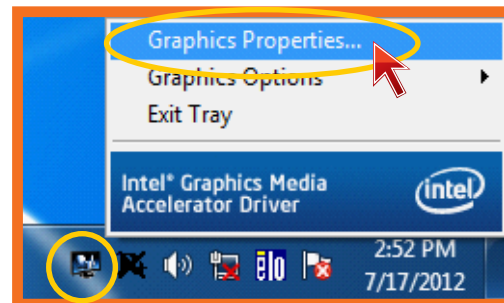 Graphics Properties...
Graphics Options
Exit Tray
Intel® Graphics Media
Accelerator Driver
intel
elo
2:52 PM
7/17/2012